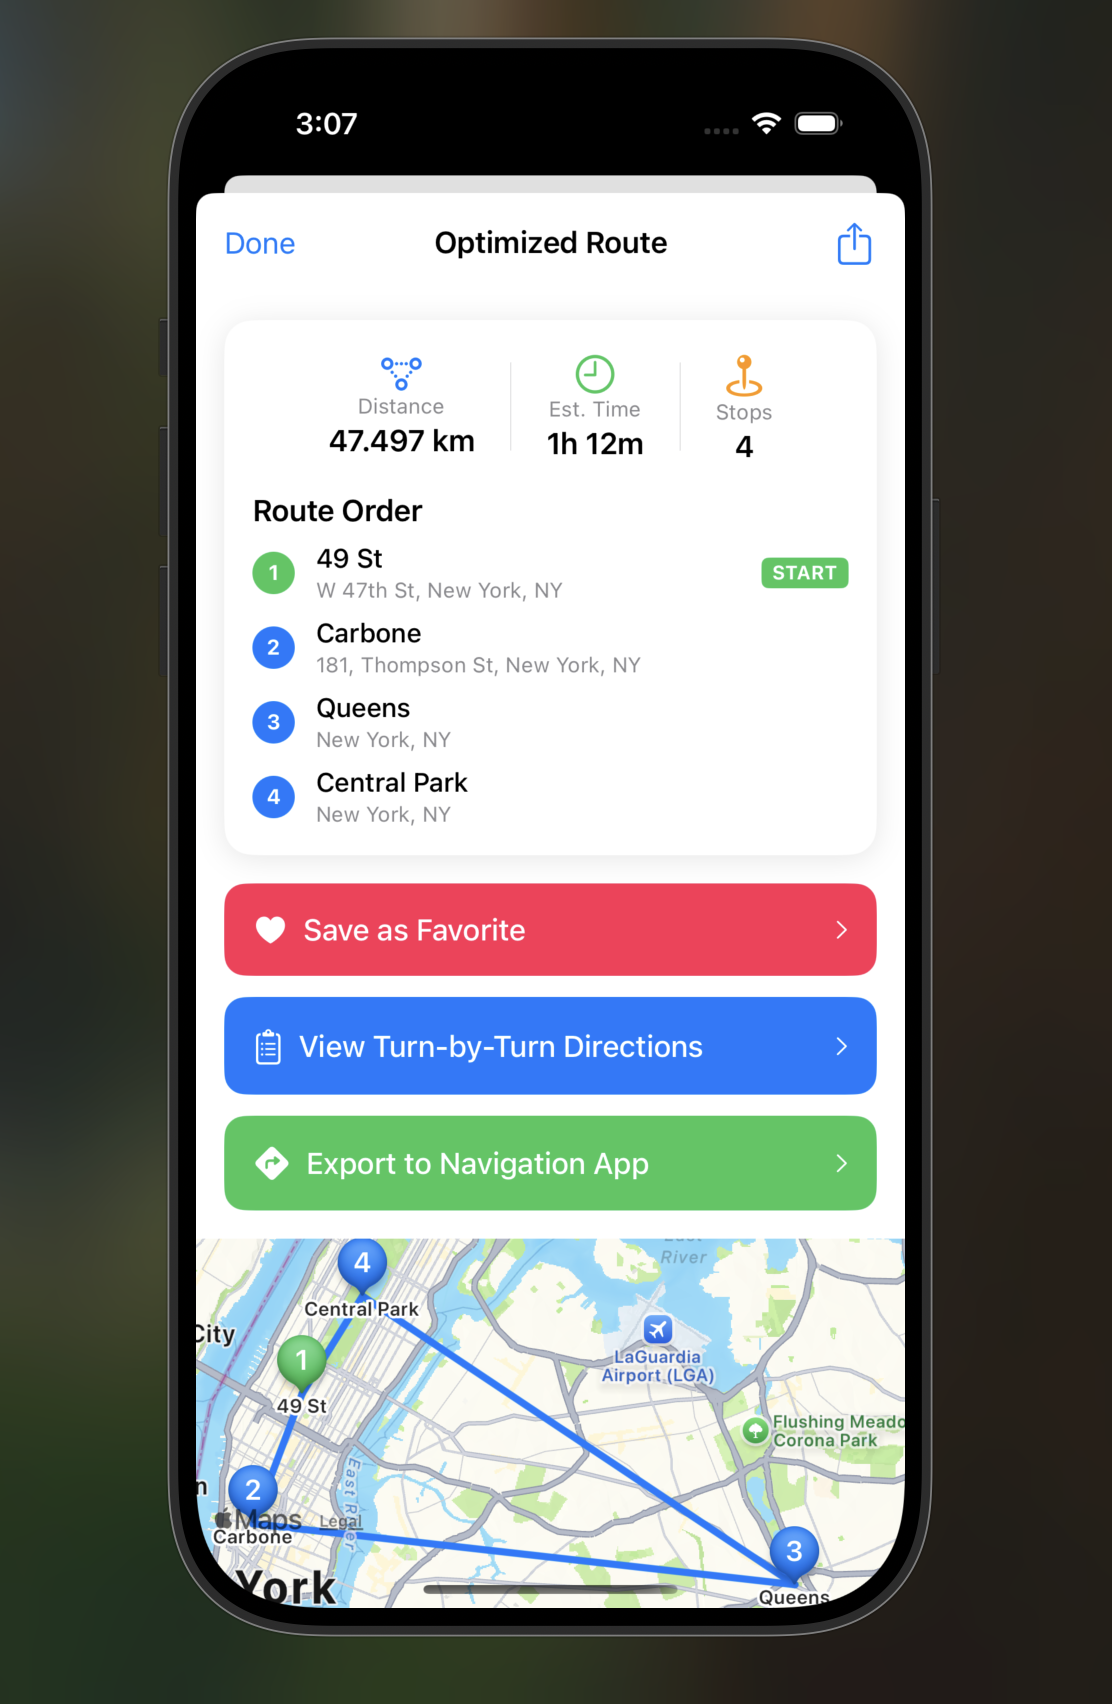 3:07
Done
Optimized Route
Distance
47.497 km
Est. Time
1h 12m
Stops
4
Route Order
1
49 St
W 47th St, New York, NY
START
2
Carbone
181, Thompson St, New York, NY
3
Queens
New York, NY
4
Central Park
New York, NY
Save as Favorite
View Turn-by-Turn Directions
Export to Navigation App
East
River
4
Central Park
City
LaGuardia
Airport (LGA)
1
49 St
Flushing Meado
Corona Park
East River
n
2
Maps
Legal
Carbone
3
York
Queens